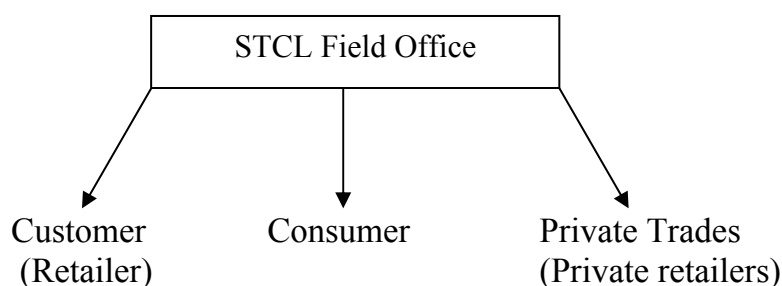 STCL Field Office
Customer Consumer Private Trades
(Retailer) (Private retailers)